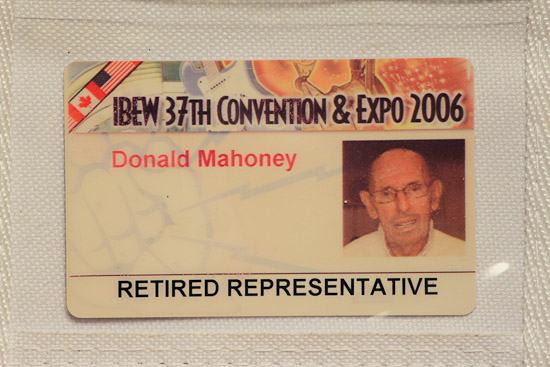 IBEW 37TH CONVENTION & EXPO 2006
Donald Mahoney
RETIRED REPRESENTATIVE